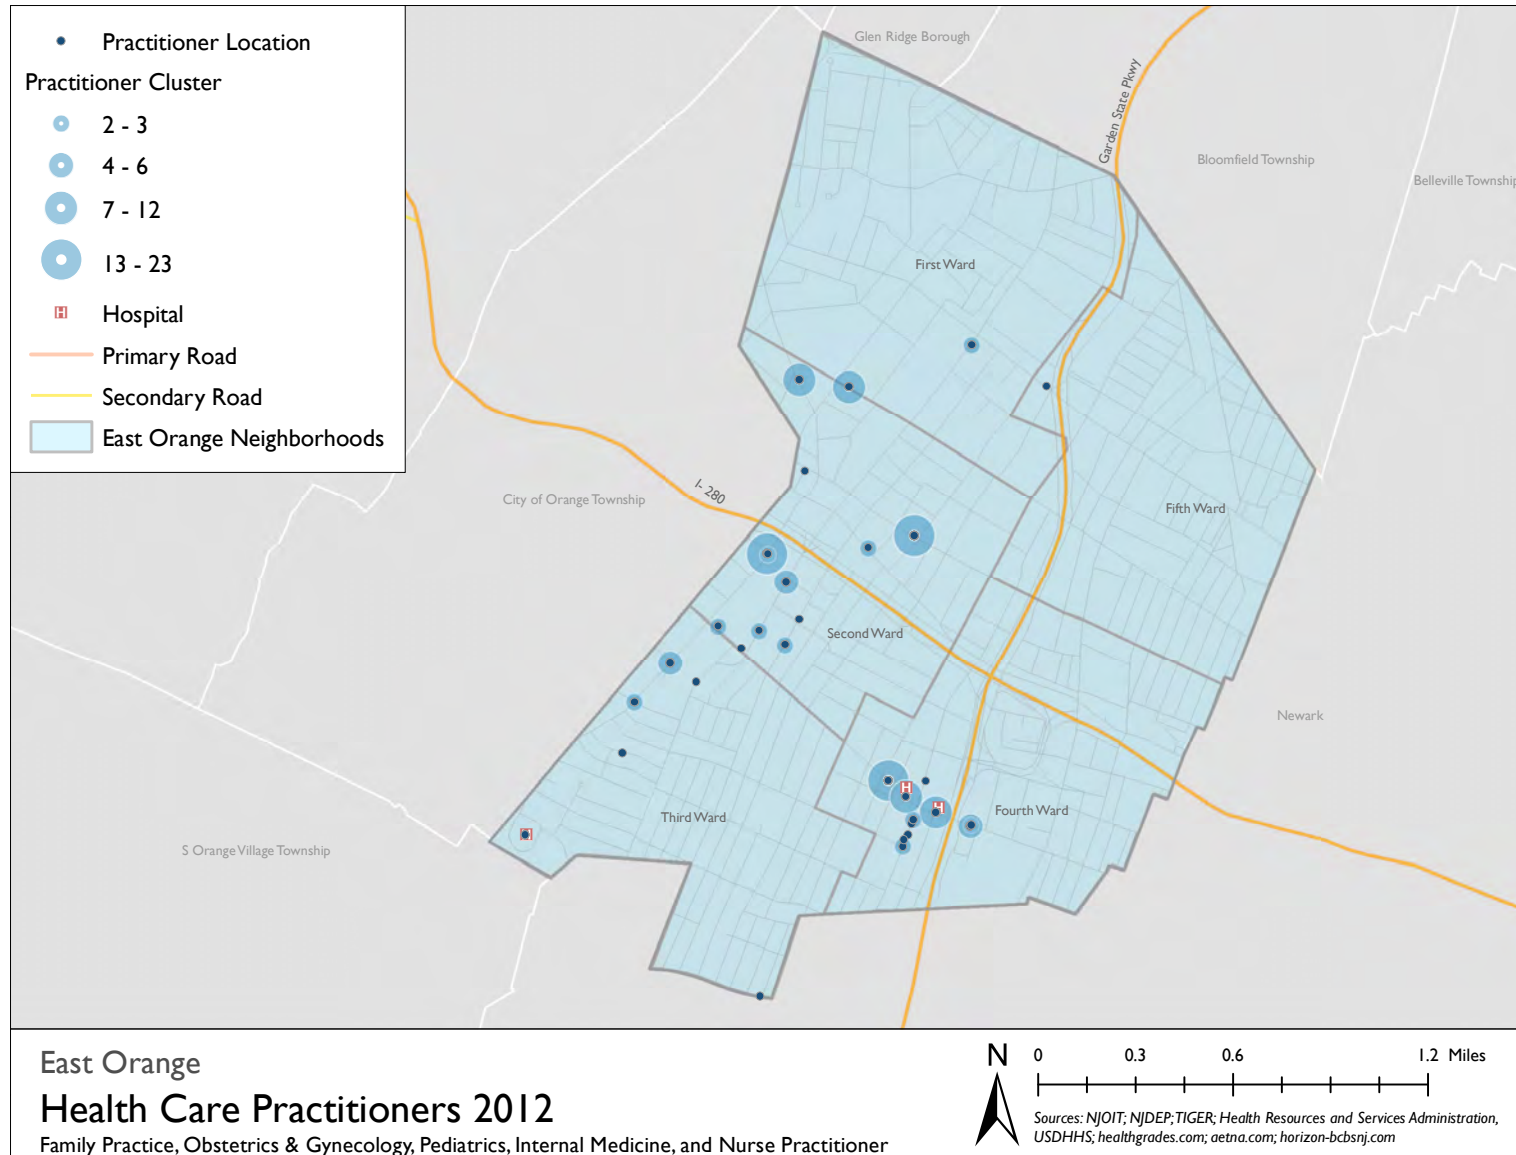 Practitioner Location
Practitioner Cluster
2 - 3
4 - 6
7 - 12
13 - 23
H Hospital
Primary Road
Secondary Road
East Orange Neighborhoods
Glen Ridge Borough
Garden State Pkwy
Bloomfield Township
Belleville Township
First Ward
I- 280
City of Orange Township
Fifth Ward
Second Ward
Newark
H
H
Third Ward
Fourth Ward
H
S Orange Village Township
East Orange
Health Care Practitioners 2012
Family Practice, Obstetrics & Gynecology, Pediatrics, Internal Medicine, and Nurse Practitioner
N
0 0.3 0.6 1.2 Miles
Sources: NJOIT; NJDEP; TIGER; Health Resources and Services Administration,
USDHHS; healthgrades.com; aetna.com; horizon-bcbsnj.com